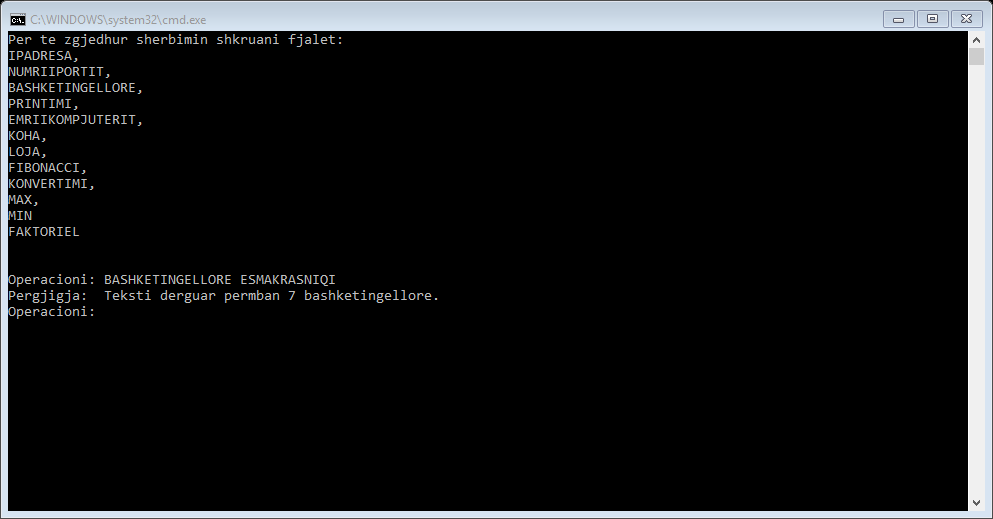 C:\WINDOWS\system32\cmd.exe
Per te zgjedhur sherbimin shkruani fjalet:
IPADRESA,
NUMRIIPORTIT,
BASHKETINGELLORE,
PRINTIMI,
EMRIIKOMPJUTERIT,
KOHA,
LOJA,
FIBONACCI,
KONVERTIMI,
MAX,
MIN
FAKTORIEL
Operacioni: BASHKETINGELLORE ESMAKRASNIQI
Pergjigja:  Teksti derguar permban 7 bashketingellore.
Operacioni: